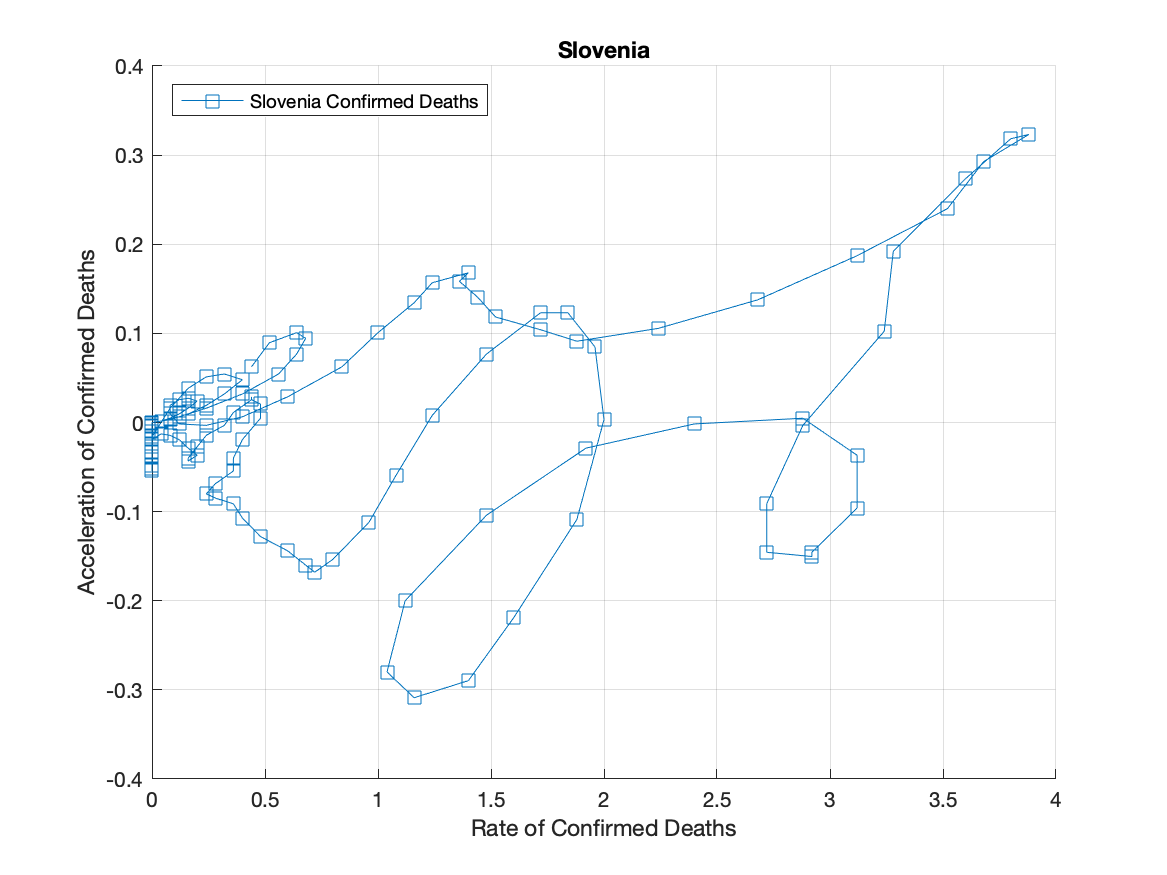 Slovenia
0.4
Slovenia Confirmed Deaths
0.3
0.2
0.1
0
-0.1
-0.2
-0.3
-0.4
Acceleration of Confirmed Deaths
0 0.5 1 1.5 2 2.5 3 3.5 4
Rate of Confirmed Deaths